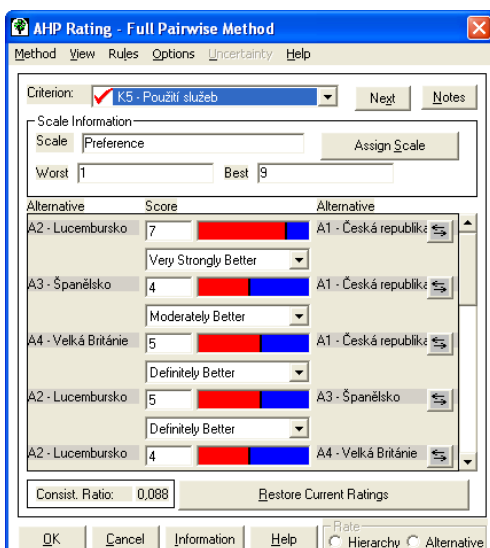 AHP Rating - Full Pairwise Method
Method View Rules Options Uncertainty Help
Criterion: K5 - Použití služeb Next Notes
Scale Information
Scale Preference Assign Scale
Worst 1 Best 9
Alternative Score Alternative
A2 - Lucembursko 7 A1 - Česká republika
Very Strongly Better
A3 - Španělsko 4 A1 - Česká republika
Moderately Better
A4 - Velká Británie 5 A1 - Česká republika
Definitely Better
A2 - Lucembursko 5 A3 - Španělsko
Definitely Better
A2 - Lucembursko 4 A4 - Velká Británie
Consist. Ratio: 0,088 Restore Current Ratings
Rate
OK Cancel Information Help Hierarchy Alternative